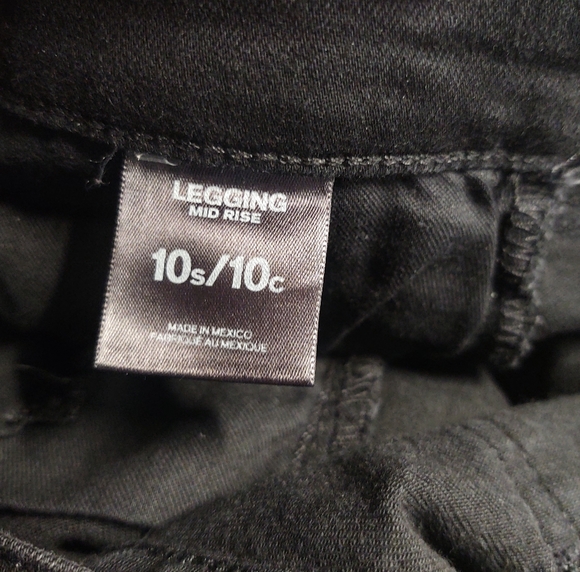 LEGGING
MID RISE
10s/10c
MADE IN MEXICO
FABRIQUÉ AU MEXIQUE